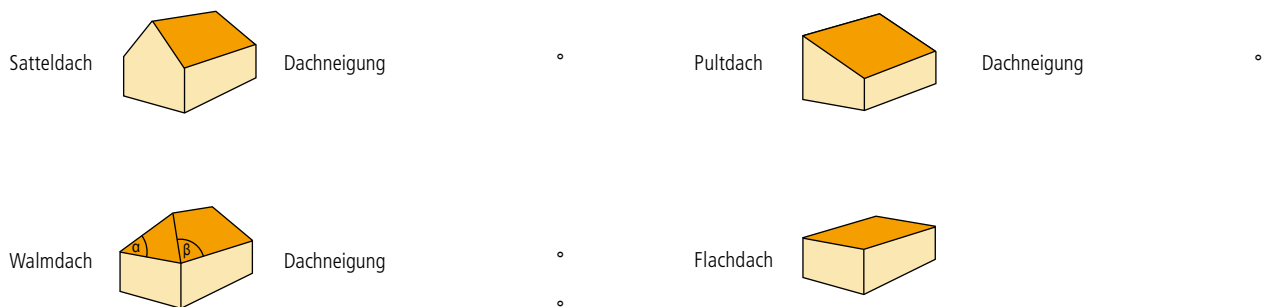 Satteldach Dachneigung °
Pultdach Dachneigung °
Walmdach α β Dachneigung °
°
Flachdach